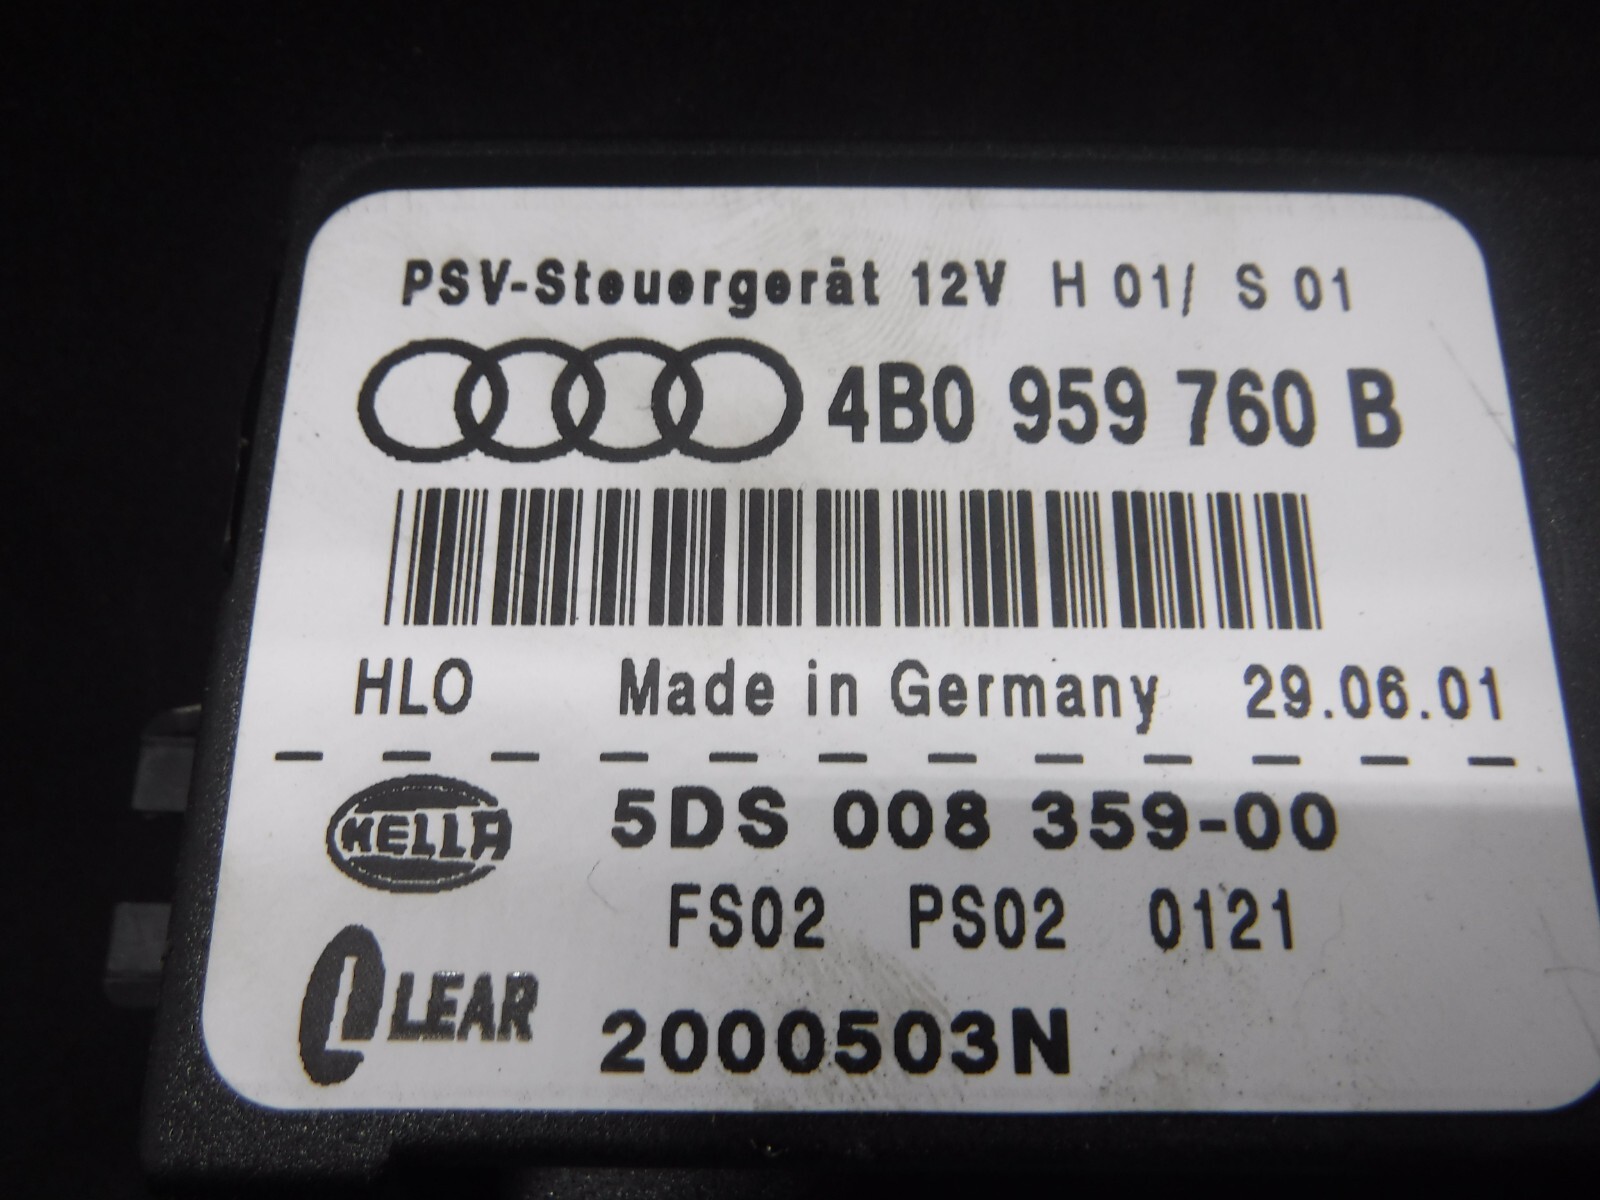 PSV-Steuergerät 12V H 01/ S 01
4B0 959 760 B
HLO Made in Germany 29.06.01
HELLA 5DS 008 359-00
FS02 PS02 0121
LEAR 2000503N